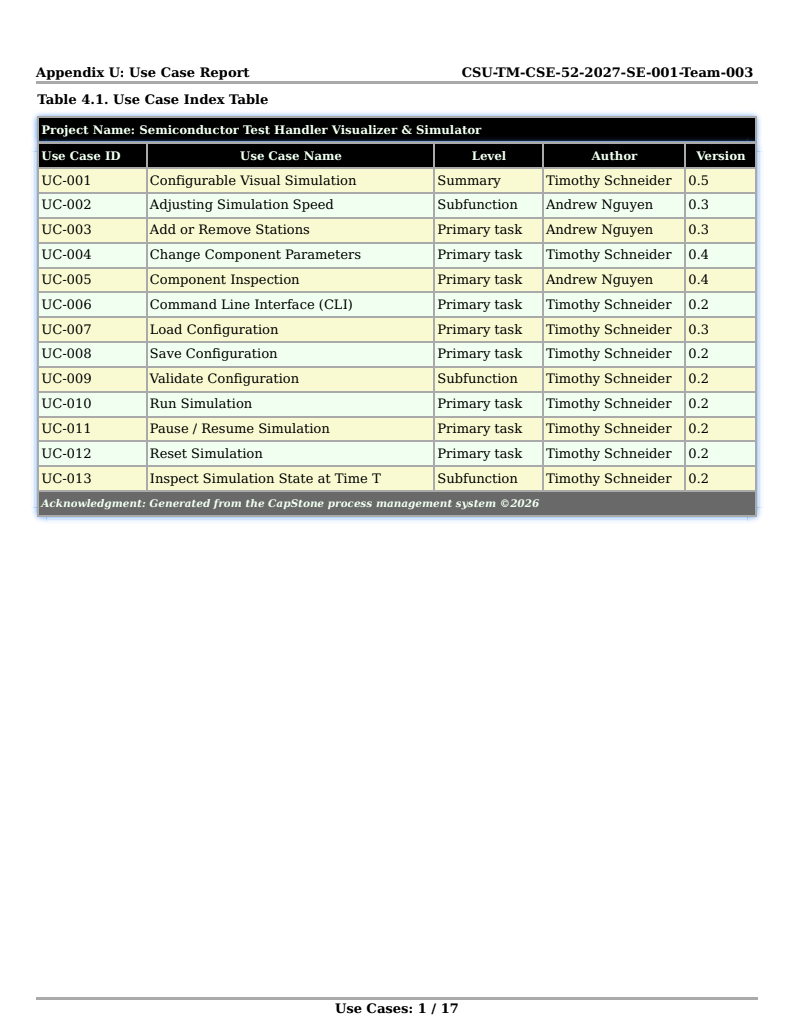 Appendix U: Use Case Report CSU-TM-CSE-52-2027-SE-001-Team-003
Table 4.1. Use Case Index Table
Project Name: Semiconductor Test Handler Visualizer & Simulator
Use Case ID Use Case Name Level Author Version
UC-001 Configurable Visual Simulation Summary Timothy Schneider 0.5
UC-002 Adjusting Simulation Speed Subfunction Andrew Nguyen 0.3
UC-003 Add or Remove Stations Primary task Andrew Nguyen 0.3
UC-004 Change Component Parameters Primary task Timothy Schneider 0.4
UC-005 Component Inspection Primary task Andrew Nguyen 0.4
UC-006 Command Line Interface (CLI) Primary task Timothy Schneider 0.2
UC-007 Load Configuration Primary task Timothy Schneider 0.3
UC-008 Save Configuration Primary task Timothy Schneider 0.2
UC-009 Validate Configuration Subfunction Timothy Schneider 0.2
UC-010 Run Simulation Primary task Timothy Schneider 0.2
UC-011 Pause / Resume Simulation Primary task Timothy Schneider 0.2
UC-012 Reset Simulation Primary task Timothy Schneider 0.2
UC-013 Inspect Simulation State at Time T Subfunction Timothy Schneider 0.2
Acknowledgment: Generated from the CapStone process management system ©2026
Use Cases: 1 / 17